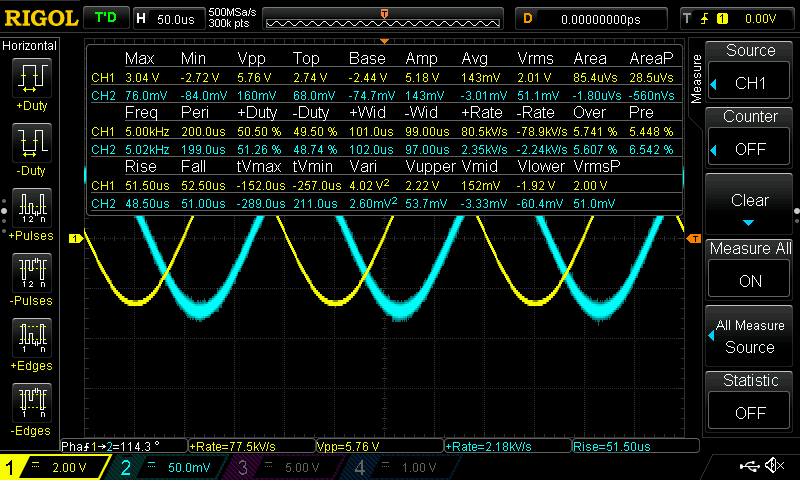 RIGOL T'D H 50.0us 500MSa/s 300k pts D 0.00000000ps T 1 0.00V
Horizontal
+Duty
-Duty
1 2 n
+Pulses
1 2 n
-Pulses
1 n
+Edges
1 n
-Edges
Max Min Vpp Top Base Amp Avg Vrms Area AreaP
CH1 3.04 V -2.72 V 5.76 V 2.74 V -2.44 V 5.18 V 143mV 2.01 V 85.4uVs 28.5uVs
CH2 76.0mV -84.0mV 160mV 68.0mV -74.7mV 143mV -3.01mV 51.1mV -1.80uVs -560nVs
Freq Peri +Duty -Duty +Wid -Wid +Rate -Rate Over Pre
CH1 5.00kHz 200.0us 50.50 % 49.50 % 101.0us 99.00us 80.5kV/s -78.9kV/s 5.741 % 5.448 %
CH2 5.02kHz 199.0us 51.26 % 48.74 % 102.0us 97.00us 2.35kV/s -2.24kV/s 5.607 % 6.542 %
Rise Fall tVmax tVmin Vari Vupper Vmid Vlower VrmsP
CH1 51.50us 52.50us -152.0us -257.0us 4.02 V² 2.22 V 152mV -1.92 V 2.00 V
CH2 48.50us 51.00us -289.0us 211.0us 2.60mV² 53.7mV -3.33mV -60.4mV 51.0mV
1
T
Measure
Source
CH1
Counter
OFF
Clear
Measure All
ON
All Measure
Source
Statistic
OFF
Phaƒ1→2=114.3 ° +Rate=77.5kV/s Vpp=5.76 V +Rate=2.18kV/s Rise=51.50us
1 2.00 V 2 50.0mV 3 5.00 V 4 1.00 V